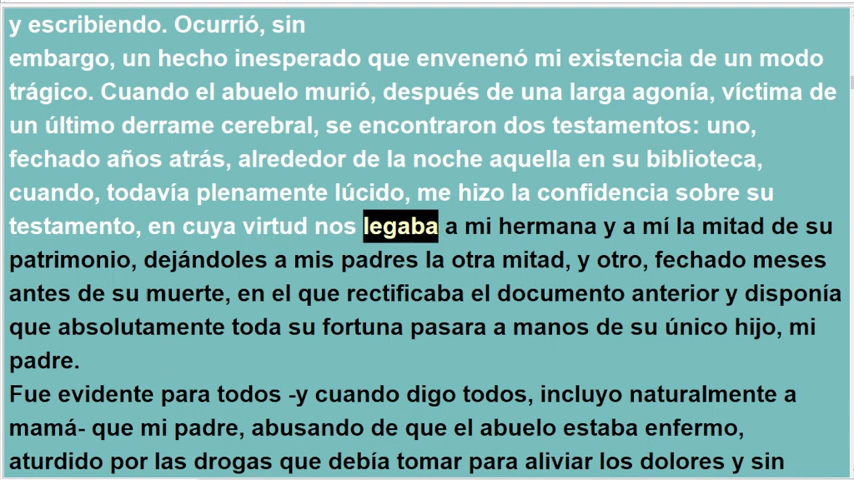 y escribiendo. Ocurrió, sin
embargo, un hecho inesperado que envenenó mi existencia de un modo
trágico. Cuando el abuelo murió, después de una larga agonía, víctima de
un último derrame cerebral, se encontraron dos testamentos: uno,
fechado años atrás, alrededor de la noche aquella en su biblioteca,
cuando, todavía plenamente lúcido, me hizo la confidencia sobre su
testamento, en cuya virtud nos legaba a mi hermana y a mí la mitad de su
patrimonio, dejándoles a mis padres la otra mitad, y otro, fechado meses
antes de su muerte, en el que rectificaba el documento anterior y disponía
que absolutamente toda su fortuna pasara a manos de su único hijo, mi
padre.
Fue evidente para todos -y cuando digo todos, incluyo naturalmente a
mamá- que mi padre, abusando de que el abuelo estaba enfermo,
aturdido por las drogas que debía tomar para aliviar los dolores y sin